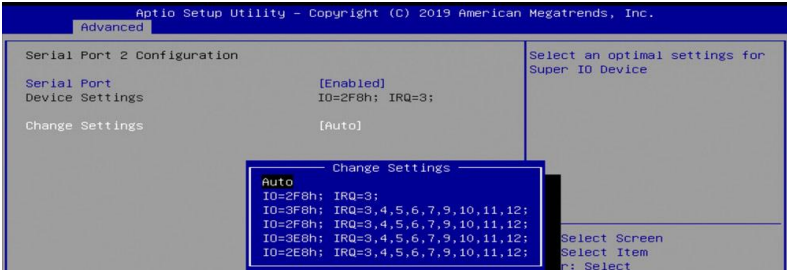 Aptio Setup Utility – Copyright (C) 2019 American Megatrends, Inc.
Advanced
Serial Port 2 Configuration
Select an optimal settings for
Super IO Device
Serial Port [Enabled]
Device Settings IO=2F8h; IRQ=3;
Change Settings [Auto]
Change Settings
Auto
IO=2F8h; IRQ=3;
IO=3F8h; IRQ=3,4,5,6,7,9,10,11,12;
IO=2F8h; IRQ=3,4,5,6,7,9,10,11,12;
IO=3E8h; IRQ=3,4,5,6,7,9,10,11,12;
IO=2E8h; IRQ=3,4,5,6,7,9,10,11,12;
Select Screen
Select Item
r: Select